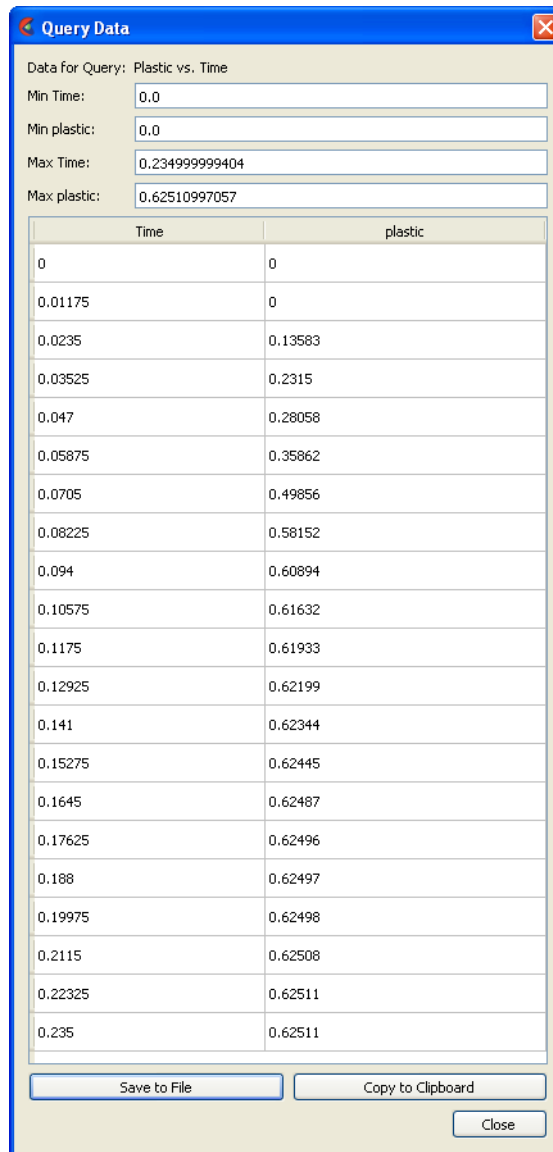 Query Data
Data for Query: Plastic vs. Time
Min Time: 0.0
Min plastic: 0.0
Max Time: 0.234999999404
Max plastic: 0.62510997057
Time plastic
0 0
0.01175 0
0.0235 0.13583
0.03525 0.2315
0.047 0.28058
0.05875 0.35862
0.0705 0.49856
0.08225 0.58152
0.094 0.60894
0.10575 0.61632
0.1175 0.61933
0.12925 0.62199
0.141 0.62344
0.15275 0.62445
0.1645 0.62487
0.17625 0.62496
0.188 0.62497
0.19975 0.62498
0.2115 0.62508
0.22325 0.62511
0.235 0.62511
Save to File Copy to Clipboard
Close